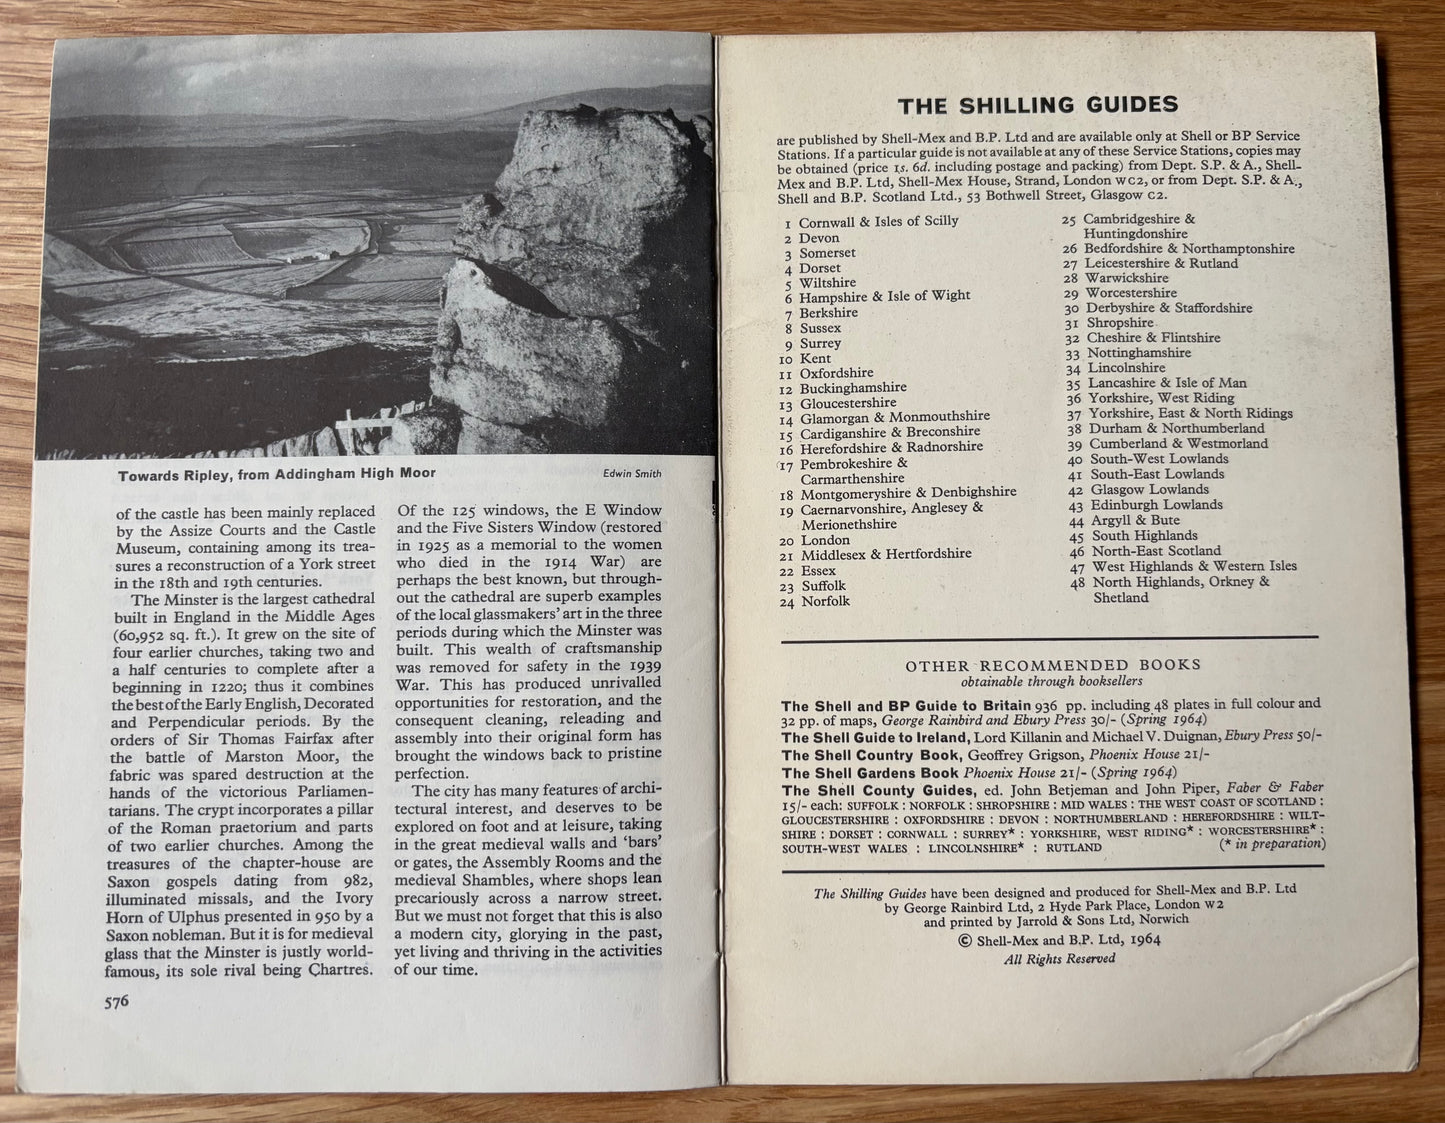 Towards Ripley, from Addingham High Moor
Edwin Smith
of the castle has been mainly replaced
by the Assize Courts and the Castle
Museum, containing among its trea-
sures a reconstruction of a York street
in the 18th and 19th centuries.
The Minster is the largest cathedral
built in England in the Middle Ages
(60,952 sq. ft.). It grew on the site of
four earlier churches, taking two and
a half centuries to complete after a
beginning in 1220; thus it combines
the best of the Early English, Decorated
and Perpendicular periods. By the
orders of Sir Thomas Fairfax after
the battle of Marston Moor, the
fabric was spared destruction at the
hands of the victorious Parliamen-
tarians. The crypt incorporates a pillar
of the Roman praetorium and parts
of two earlier churches. Among the
treasures of the chapter-house are
Saxon gospels dating from 982,
illuminated missals, and the Ivory
Horn of Ulphus presented in 950 by a
Saxon nobleman. But it is for medieval
glass that the Minster is justly world-
famous, its sole rival being Chartres.
Of the 125 windows, the E Window
and the Five Sisters Window (restored
in 1925 as a memorial to the women
who died in the 1914 War) are
perhaps the best known, but through-
out the cathedral are superb examples
of the local glassmakers' art in the three
periods during which the Minster was
built. This wealth of craftsmanship
was removed for safety in the 1939
War. This has produced unrivalled
opportunities for restoration, and the
consequent cleaning, releading and
assembly into their original form has
brought the windows back to pristine
perfection.
The city has many features of archi-
tectural interest, and deserves to be
explored on foot and at leisure, taking
in the great medieval walls and 'bars'
or gates, the Assembly Rooms and the
medieval Shambles, where shops lean
precariously across a narrow street.
But we must not forget that this is also
a modern city, glorying in the past,
yet living and thriving in the activities
of our time.
576
THE SHILLING GUIDES
are published by Shell-Mex and B.P. Ltd and are available only at Shell or BP Service
Stations. If a particular guide is not available at any of these Service Stations, copies may
be obtained (price 1s. 6d. including postage and packing) from Dept. S.P. & A., Shell-
Mex and B.P. Ltd, Shell-Mex House, Strand, London WC2, or from Dept. S.P. & A.,
Shell and B.P. Scotland Ltd., 53 Bothwell Street, Glasgow C2.
1 Cornwall & Isles of Scilly
2 Devon
3 Somerset
4 Dorset
5 Wiltshire
6 Hampshire & Isle of Wight
7 Berkshire
8 Sussex
9 Surrey
10 Kent
11 Oxfordshire
12 Buckinghamshire
13 Gloucestershire
14 Glamorgan & Monmouthshire
15 Cardiganshire & Breconshire
16 Herefordshire & Radnorshire
17 Pembrokeshire &
Carmarthenshire
18 Montgomeryshire & Denbighshire
19 Caernarvonshire, Anglesey &
Merionethshire
20 London
21 Middlesex & Hertfordshire
22 Essex
23 Suffolk
24 Norfolk
25 Cambridgeshire &
Huntingdonshire
26 Bedfordshire & Northamptonshire
27 Leicestershire & Rutland
28 Warwickshire
29 Worcestershire
30 Derbyshire & Staffordshire
31 Shropshire
32 Cheshire & Flintshire
33 Nottinghamshire
34 Lincolnshire
35 Lancashire & Isle of Man
36 Yorkshire, West Riding
37 Yorkshire, East & North Ridings
38 Durham & Northumberland
39 Cumberland & Westmorland
40 South-West Lowlands
41 South-East Lowlands
42 Glasgow Lowlands
43 Edinburgh Lowlands
44 Argyll & Bute
45 South Highlands
46 North-East Scotland
47 West Highlands & Western Isles
48 North Highlands, Orkney &
Shetland
OTHER RECOMMENDED BOOKS
obtainable through booksellers
The Shell and BP Guide to Britain 936 pp. including 48 plates in full colour and
32 pp. of maps, George Rainbird and Ebury Press 30/- (Spring 1964)
The Shell Guide to Ireland, Lord Killanin and Michael V. Duignan, Ebury Press 50/-
The Shell Country Book, Geoffrey Grigson, Phoenix House 21/-
The Shell Gardens Book Phoenix House 21/- (Spring 1964)
The Shell County Guides, ed. John Betjeman and John Piper, Faber & Faber
15/- each: SUFFOLK : NORFOLK : SHROPSHIRE : MID WALES : THE WEST COAST OF SCOTLAND :
GLOUCESTERSHIRE : OXFORDSHIRE : DEVON : NORTHUMBERLAND : HEREFORDSHIRE : WILT-
SHIRE : DORSET : CORNWALL : SURREY* : YORKSHIRE, WEST RIDING* : WORCESTERSHIRE* :
SOUTH-WEST WALES : LINCOLNSHIRE* : RUTLAND (* in preparation)
The Shilling Guides have been designed and produced for Shell-Mex and B.P. Ltd
by George Rainbird Ltd, 2 Hyde Park Place, London W2
and printed by Jarrold & Sons Ltd, Norwich
© Shell-Mex and B.P. Ltd, 1964
All Rights Reserved